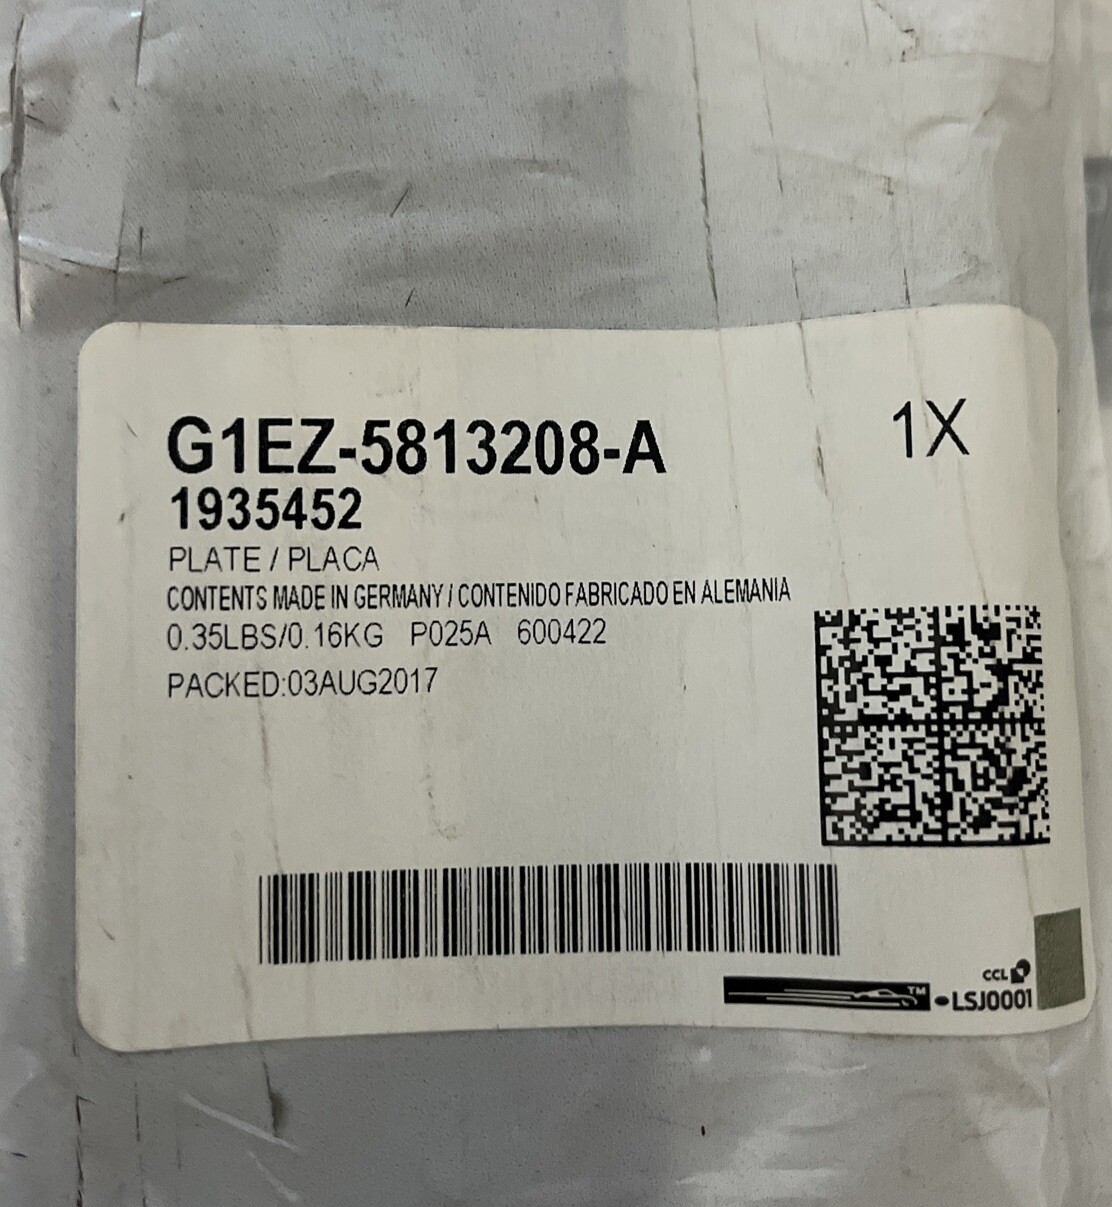 G1EZ-5813208-A 1X
1935452
PLATE / PLACA
CONTENTS MADE IN GERMANY / CONTENIDO FABRICADO EN ALEMANIA
0.35LBS/0.16KG P025A 600422
PACKED:03AUG2017
CCL
TM
-LSJ0001